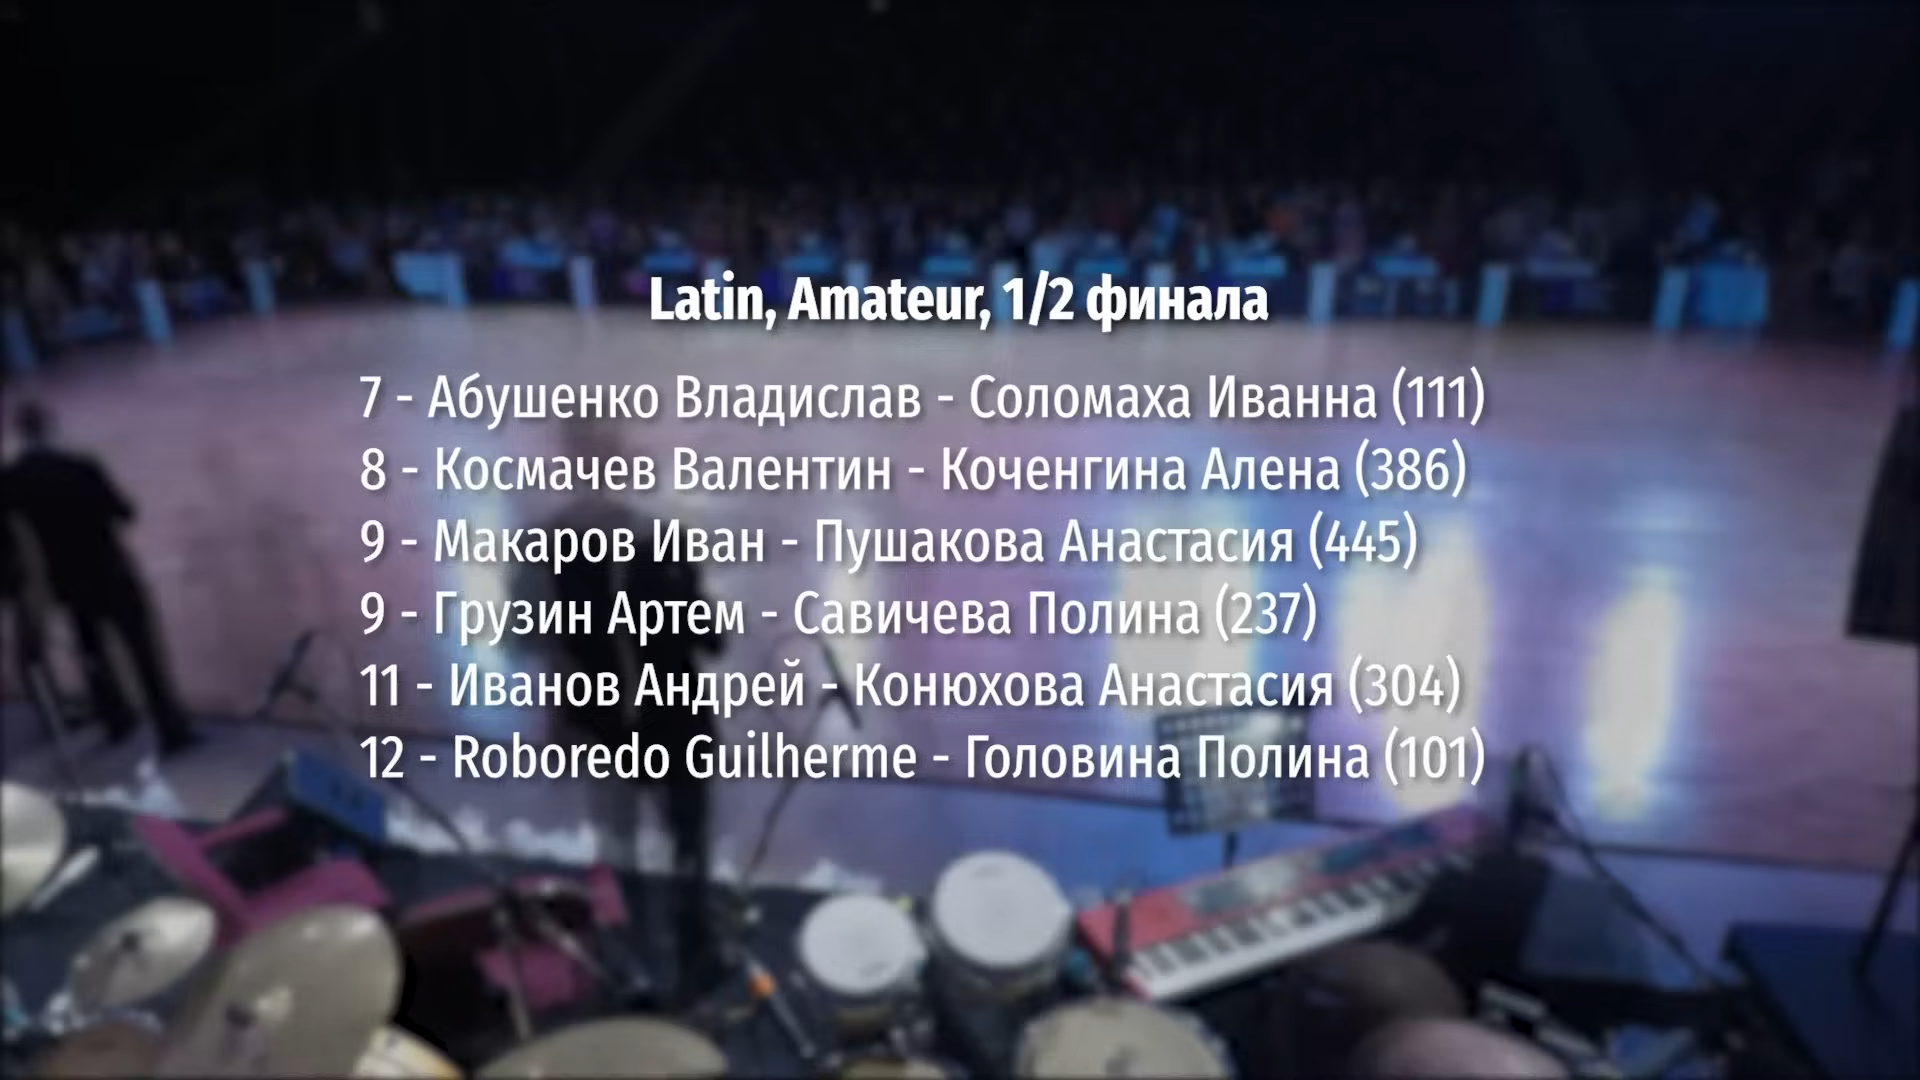 Latin, Amateur, 1/2 финала
7 - Абушенко Владислав - Соломаха Иванна (111)
8 - Космачев Валентин - Коченгина Алена (386)
9 - Макаров Иван - Пушакова Анастасия (445)
9 - Грузин Артем - Савичева Полина (237)
11 - Иванов Андрей - Конюхова Анастасия (304)
12 - Roboredo Guilherme - Головина Полина (101)